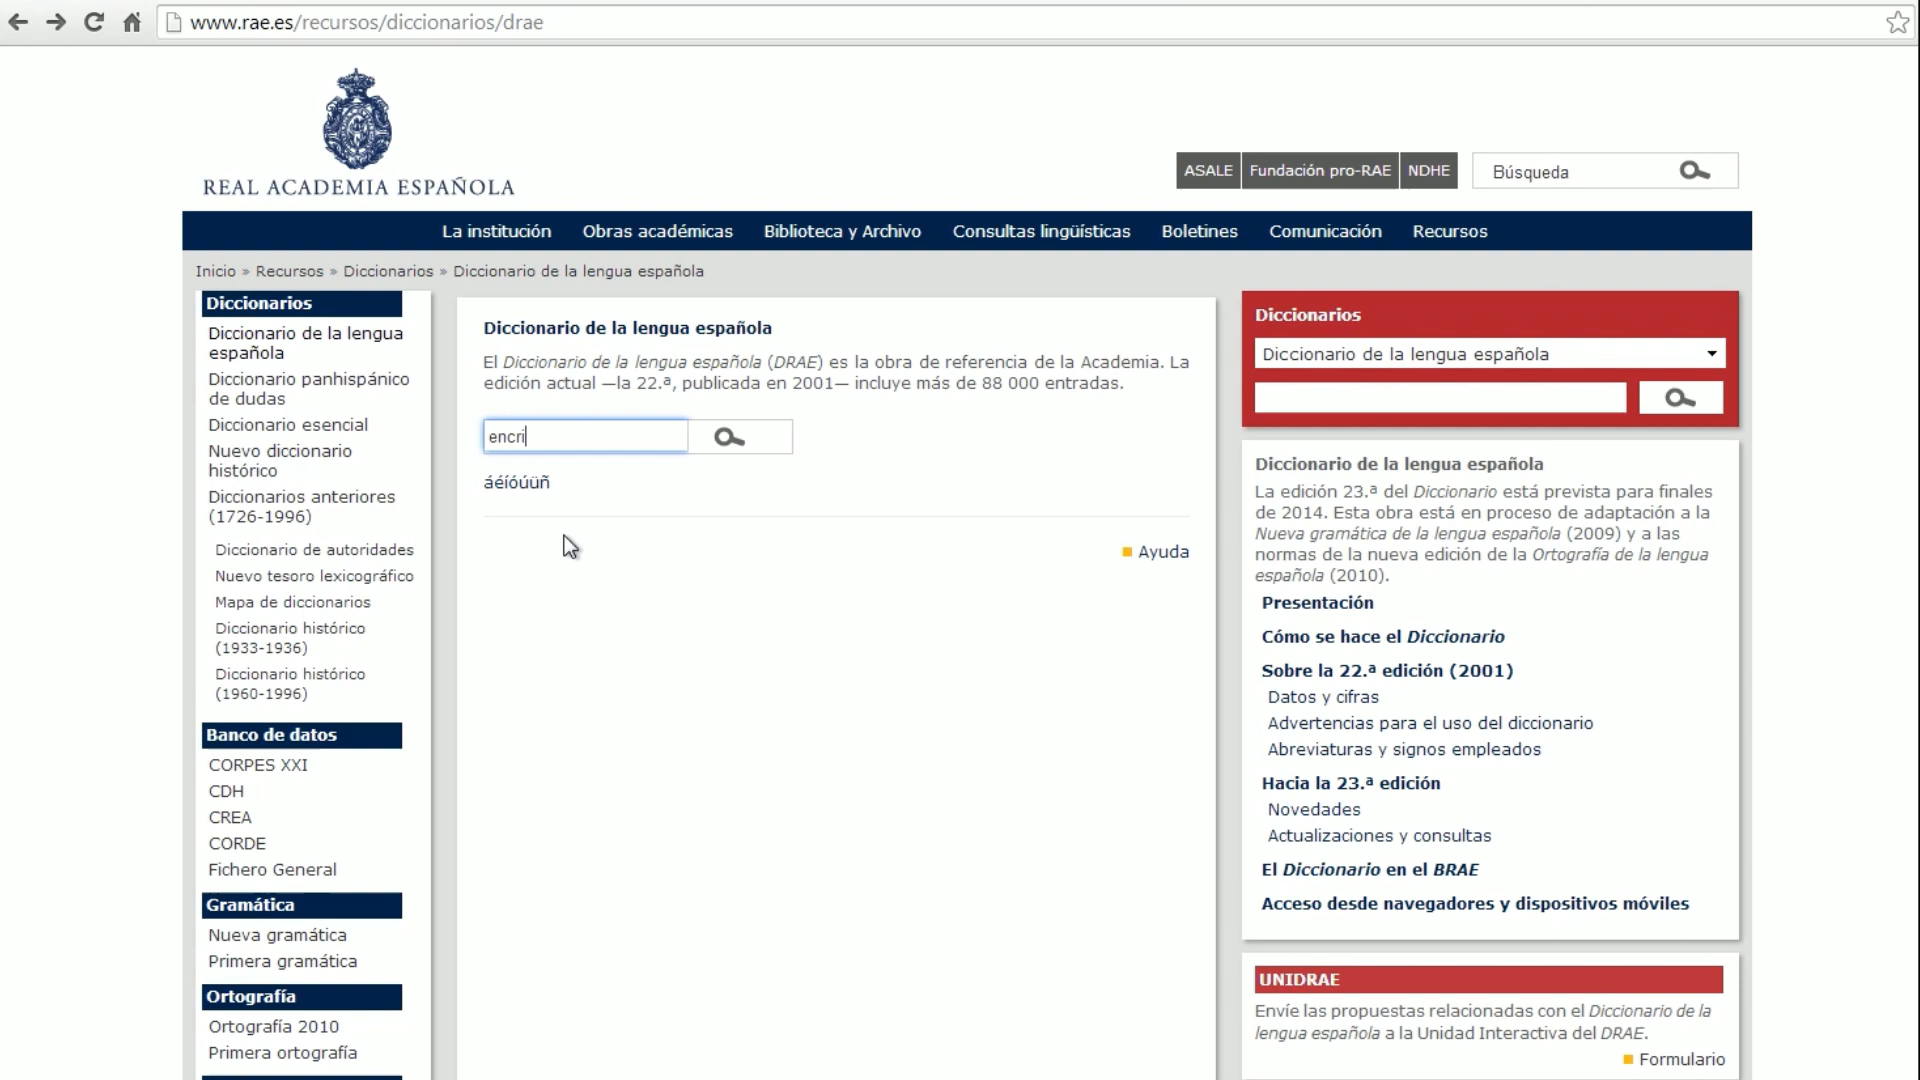 www.rae.es/recursos/diccionarios/drae
REAL ACADEMIA ESPAÑOLA
ASALE
Fundación pro-RAE
NDHE
Búsqueda
La institución
Obras académicas
Biblioteca y Archivo
Consultas lingüísticas
Boletines
Comunicación
Recursos
Inicio » Recursos » Diccionarios » Diccionario de la lengua española
Diccionarios
Diccionario de la lengua
española
Diccionario panhispánico
de dudas
Diccionario esencial
Nuevo diccionario
histórico
Diccionarios anteriores
(1726-1996)
Diccionario de autoridades
Nuevo tesoro lexicográfico
Mapa de diccionarios
Diccionario histórico
(1933-1936)
Diccionario histórico
(1960-1996)
Banco de datos
CORPES XXI
CDH
CREA
CORDE
Fichero General
Gramática
Nueva gramática
Primera gramática
Ortografía
Ortografía 2010
Primera ortografía
Diccionario de la lengua española
El Diccionario de la lengua española (DRAE) es la obra de referencia de la Academia. La
edición actual —la 22.ª, publicada en 2001— incluye más de 88 000 entradas.
encri
áéíóúüñ
Ayuda
Diccionarios
Diccionario de la lengua española
Diccionario de la lengua española
La edición 23.ª del Diccionario está prevista para finales
de 2014. Esta obra está en proceso de adaptación a la
Nueva gramática de la lengua española (2009) y a las
normas de la nueva edición de la Ortografía de la lengua
española (2010).
Presentación
Cómo se hace el Diccionario
Sobre la 22.ª edición (2001)
Datos y cifras
Advertencias para el uso del diccionario
Abreviaturas y signos empleados
Hacia la 23.ª edición
Novedades
Actualizaciones y consultas
El Diccionario en el BRAE
Acceso desde navegadores y dispositivos móviles
UNIDRAE
Envíe las propuestas relacionadas con el Diccionario de la
lengua española a la Unidad Interactiva del DRAE.
Formulario